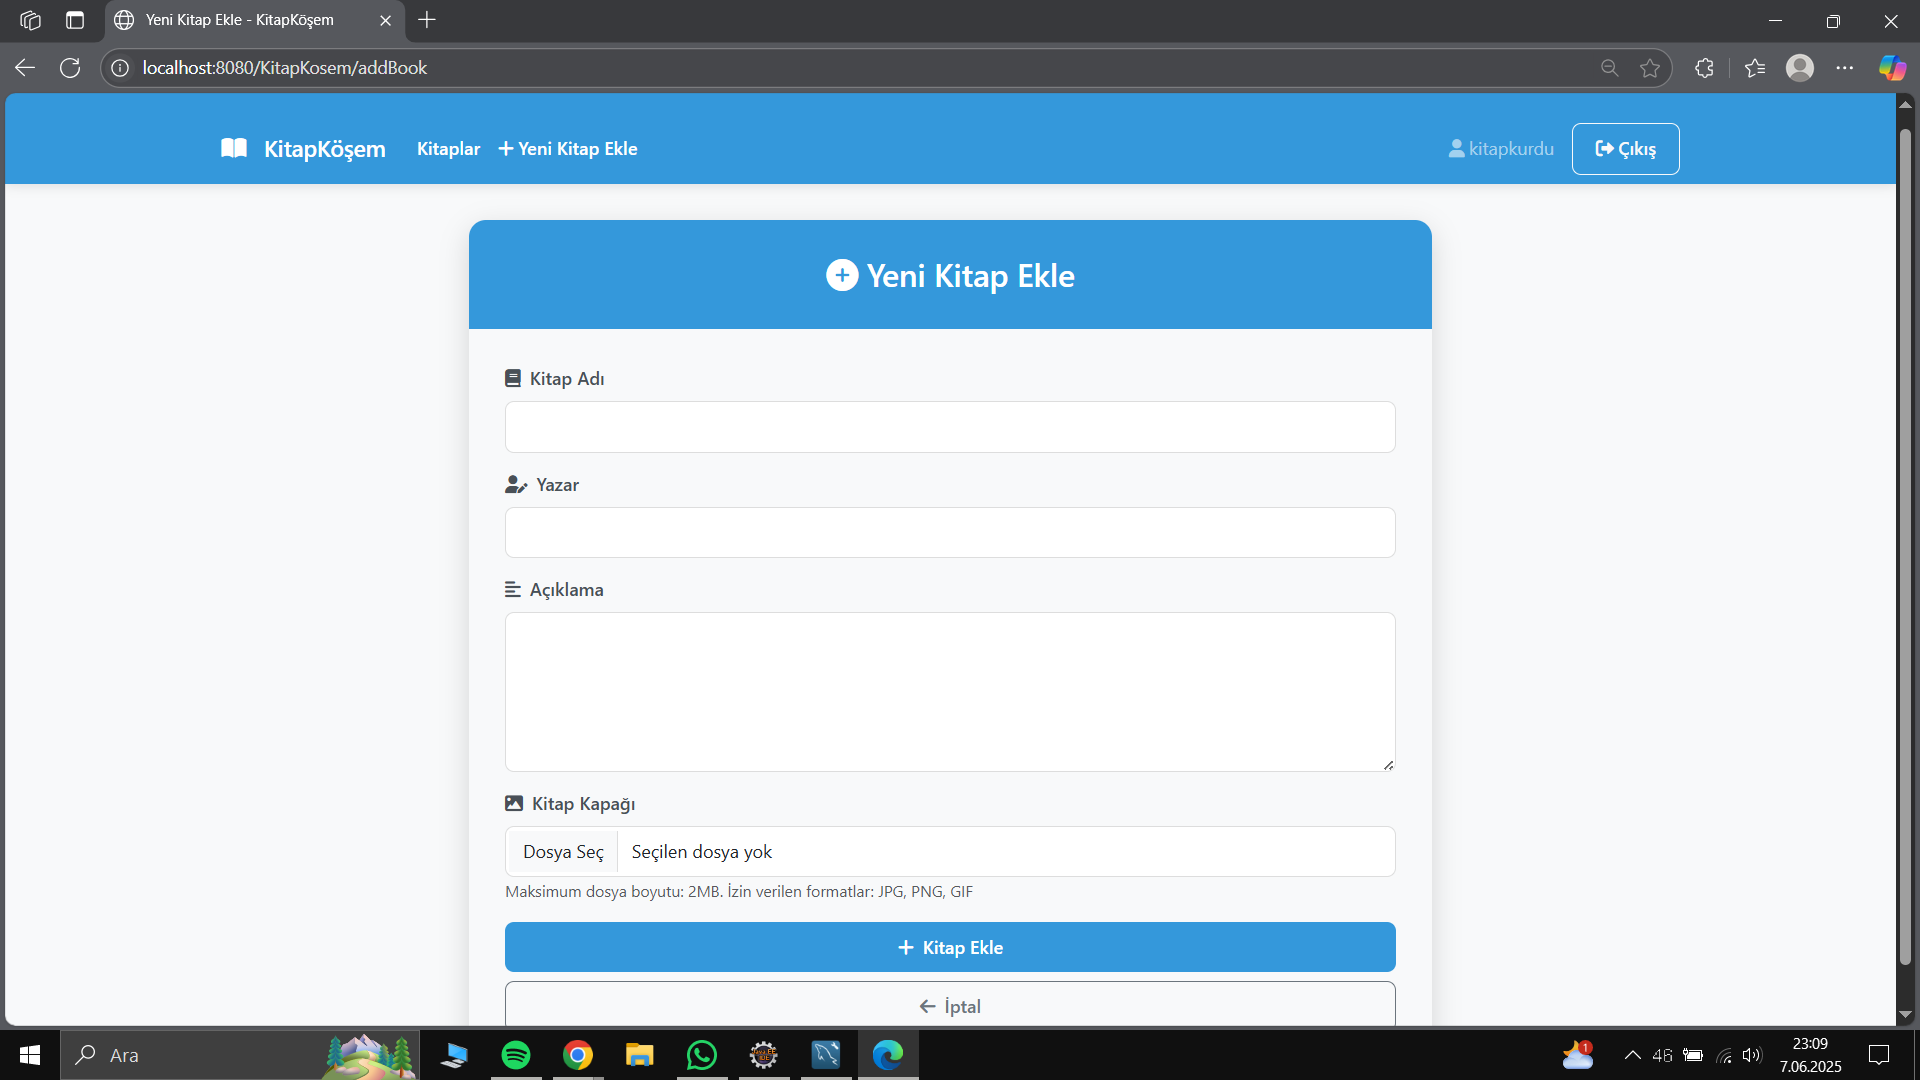 Yeni Kitap Ekle - KitapKöşem
localhost:8080/KitapKosem/addBook
KitapKöşem Kitaplar + Yeni Kitap Ekle kitapkurdu Çıkış
Yeni Kitap Ekle
Kitap Adı
Yazar
Açıklama
Kitap Kapağı
Dosya Seç Seçilen dosya yok
Maksimum dosya boyutu: 2MB. İzin verilen formatlar: JPG, PNG, GIF
+ Kitap Ekle
← İptal
Ara
1
46
23:09
7.06.2025